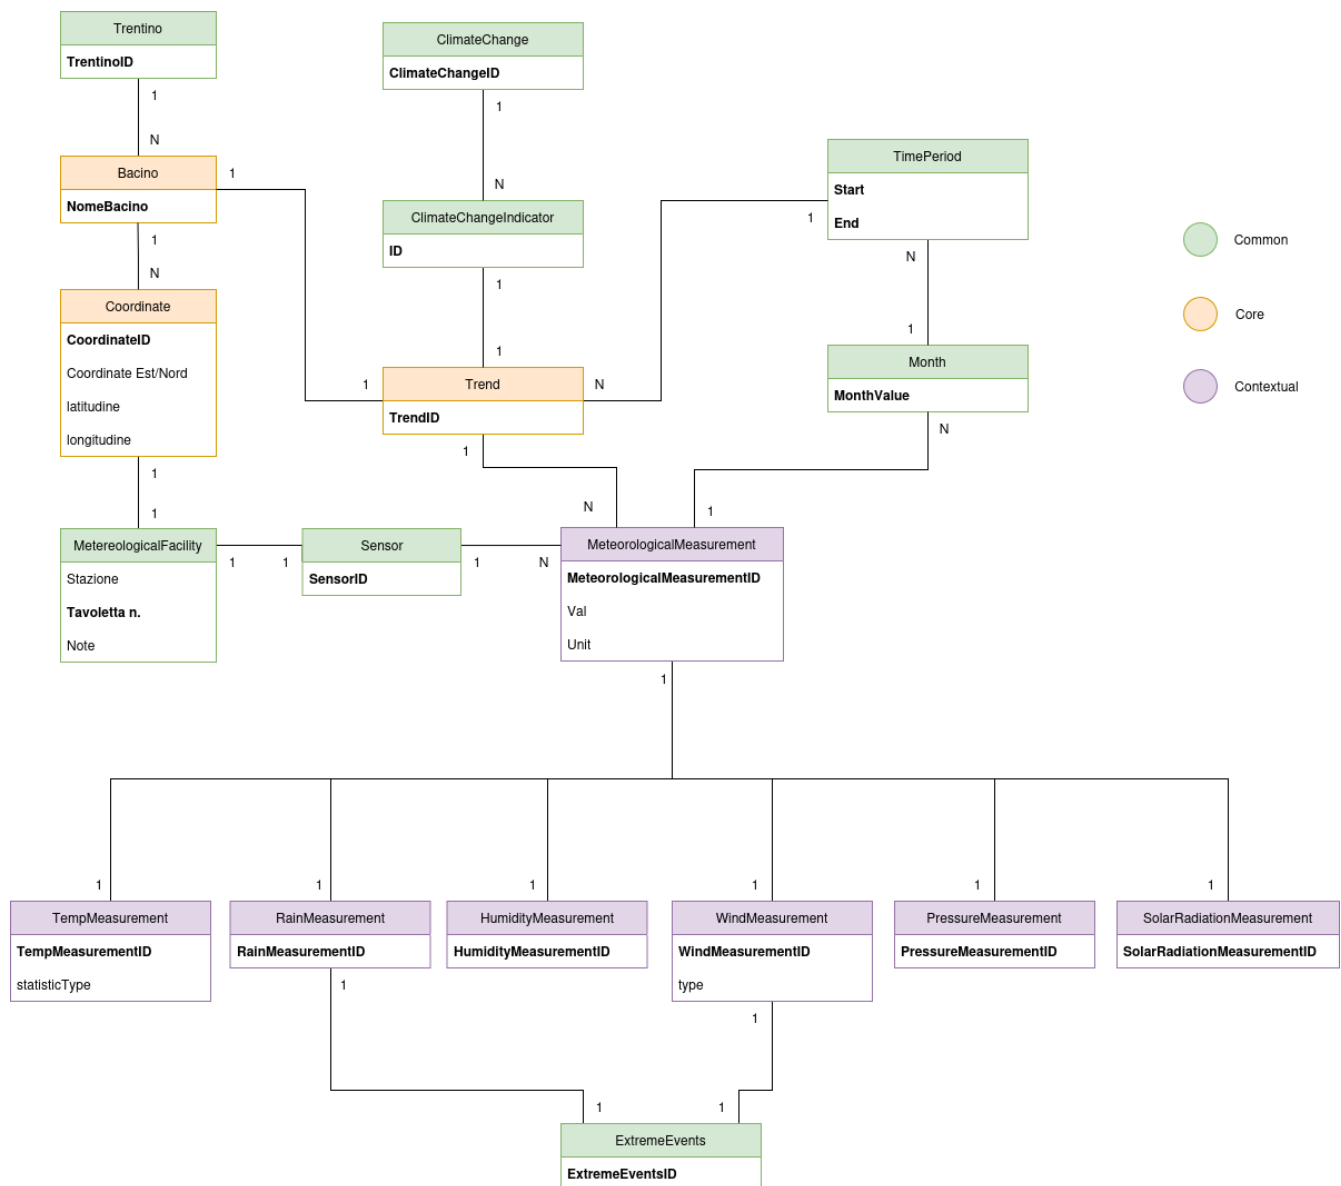 Trentino
TrentinoID
1
N
Bacino
NomeBacino
1
1
N
Coordinate
CoordinateID
Coordinate Est/Nord
latitudine
longitudine
1
1
MetereologicalFacility
Stazione
Tavoletta n.
Note
1
1
Sensor
SensorID
1
N
ClimateChange
ClimateChangeID
1
N
ClimateChangeIndicator
ID
1
1
1
Trend
TrendID
N
1
N
TimePeriod
Start
End
1
N
1
Month
MonthValue
N
1
MeteorologicalMeasurement
MeteorologicalMeasurementID
Val
Unit
1
Common
Core
Contextual
1
TempMeasurement
TempMeasurementID
statisticType
1
RainMeasurement
RainMeasurementID
1
1
HumidityMeasurement
HumidityMeasurementID
1
WindMeasurement
WindMeasurementID
type
1
1
PressureMeasurement
PressureMeasurementID
1
SolarRadiationMeasurement
SolarRadiationMeasurementID
1
1
ExtremeEvents
ExtremeEventsID